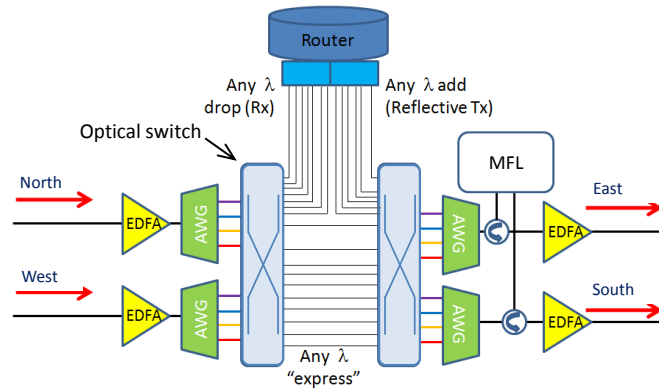 Router
Any λ
drop (Rx)
Any λ add
(Reflective Tx)
Optical switch
MFL
North
East
EDFA
AWG
AWG
EDFA
West
South
EDFA
AWG
AWG
EDFA
Any λ
“express”